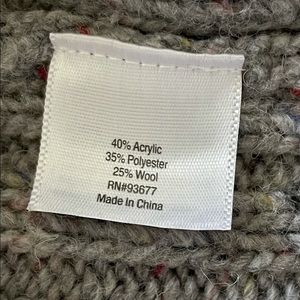 40% Acrylic
35% Polyester
25% Wool
RN#93677
Made In China